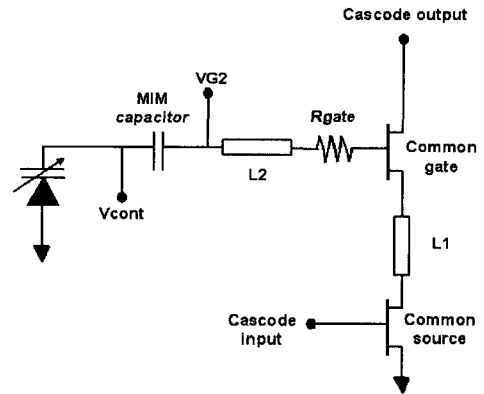 Cascode output
VG2
MIM
capacitor
Rgate
Common
gate
L2
Vcont
L1
Cascode
input
Common
source